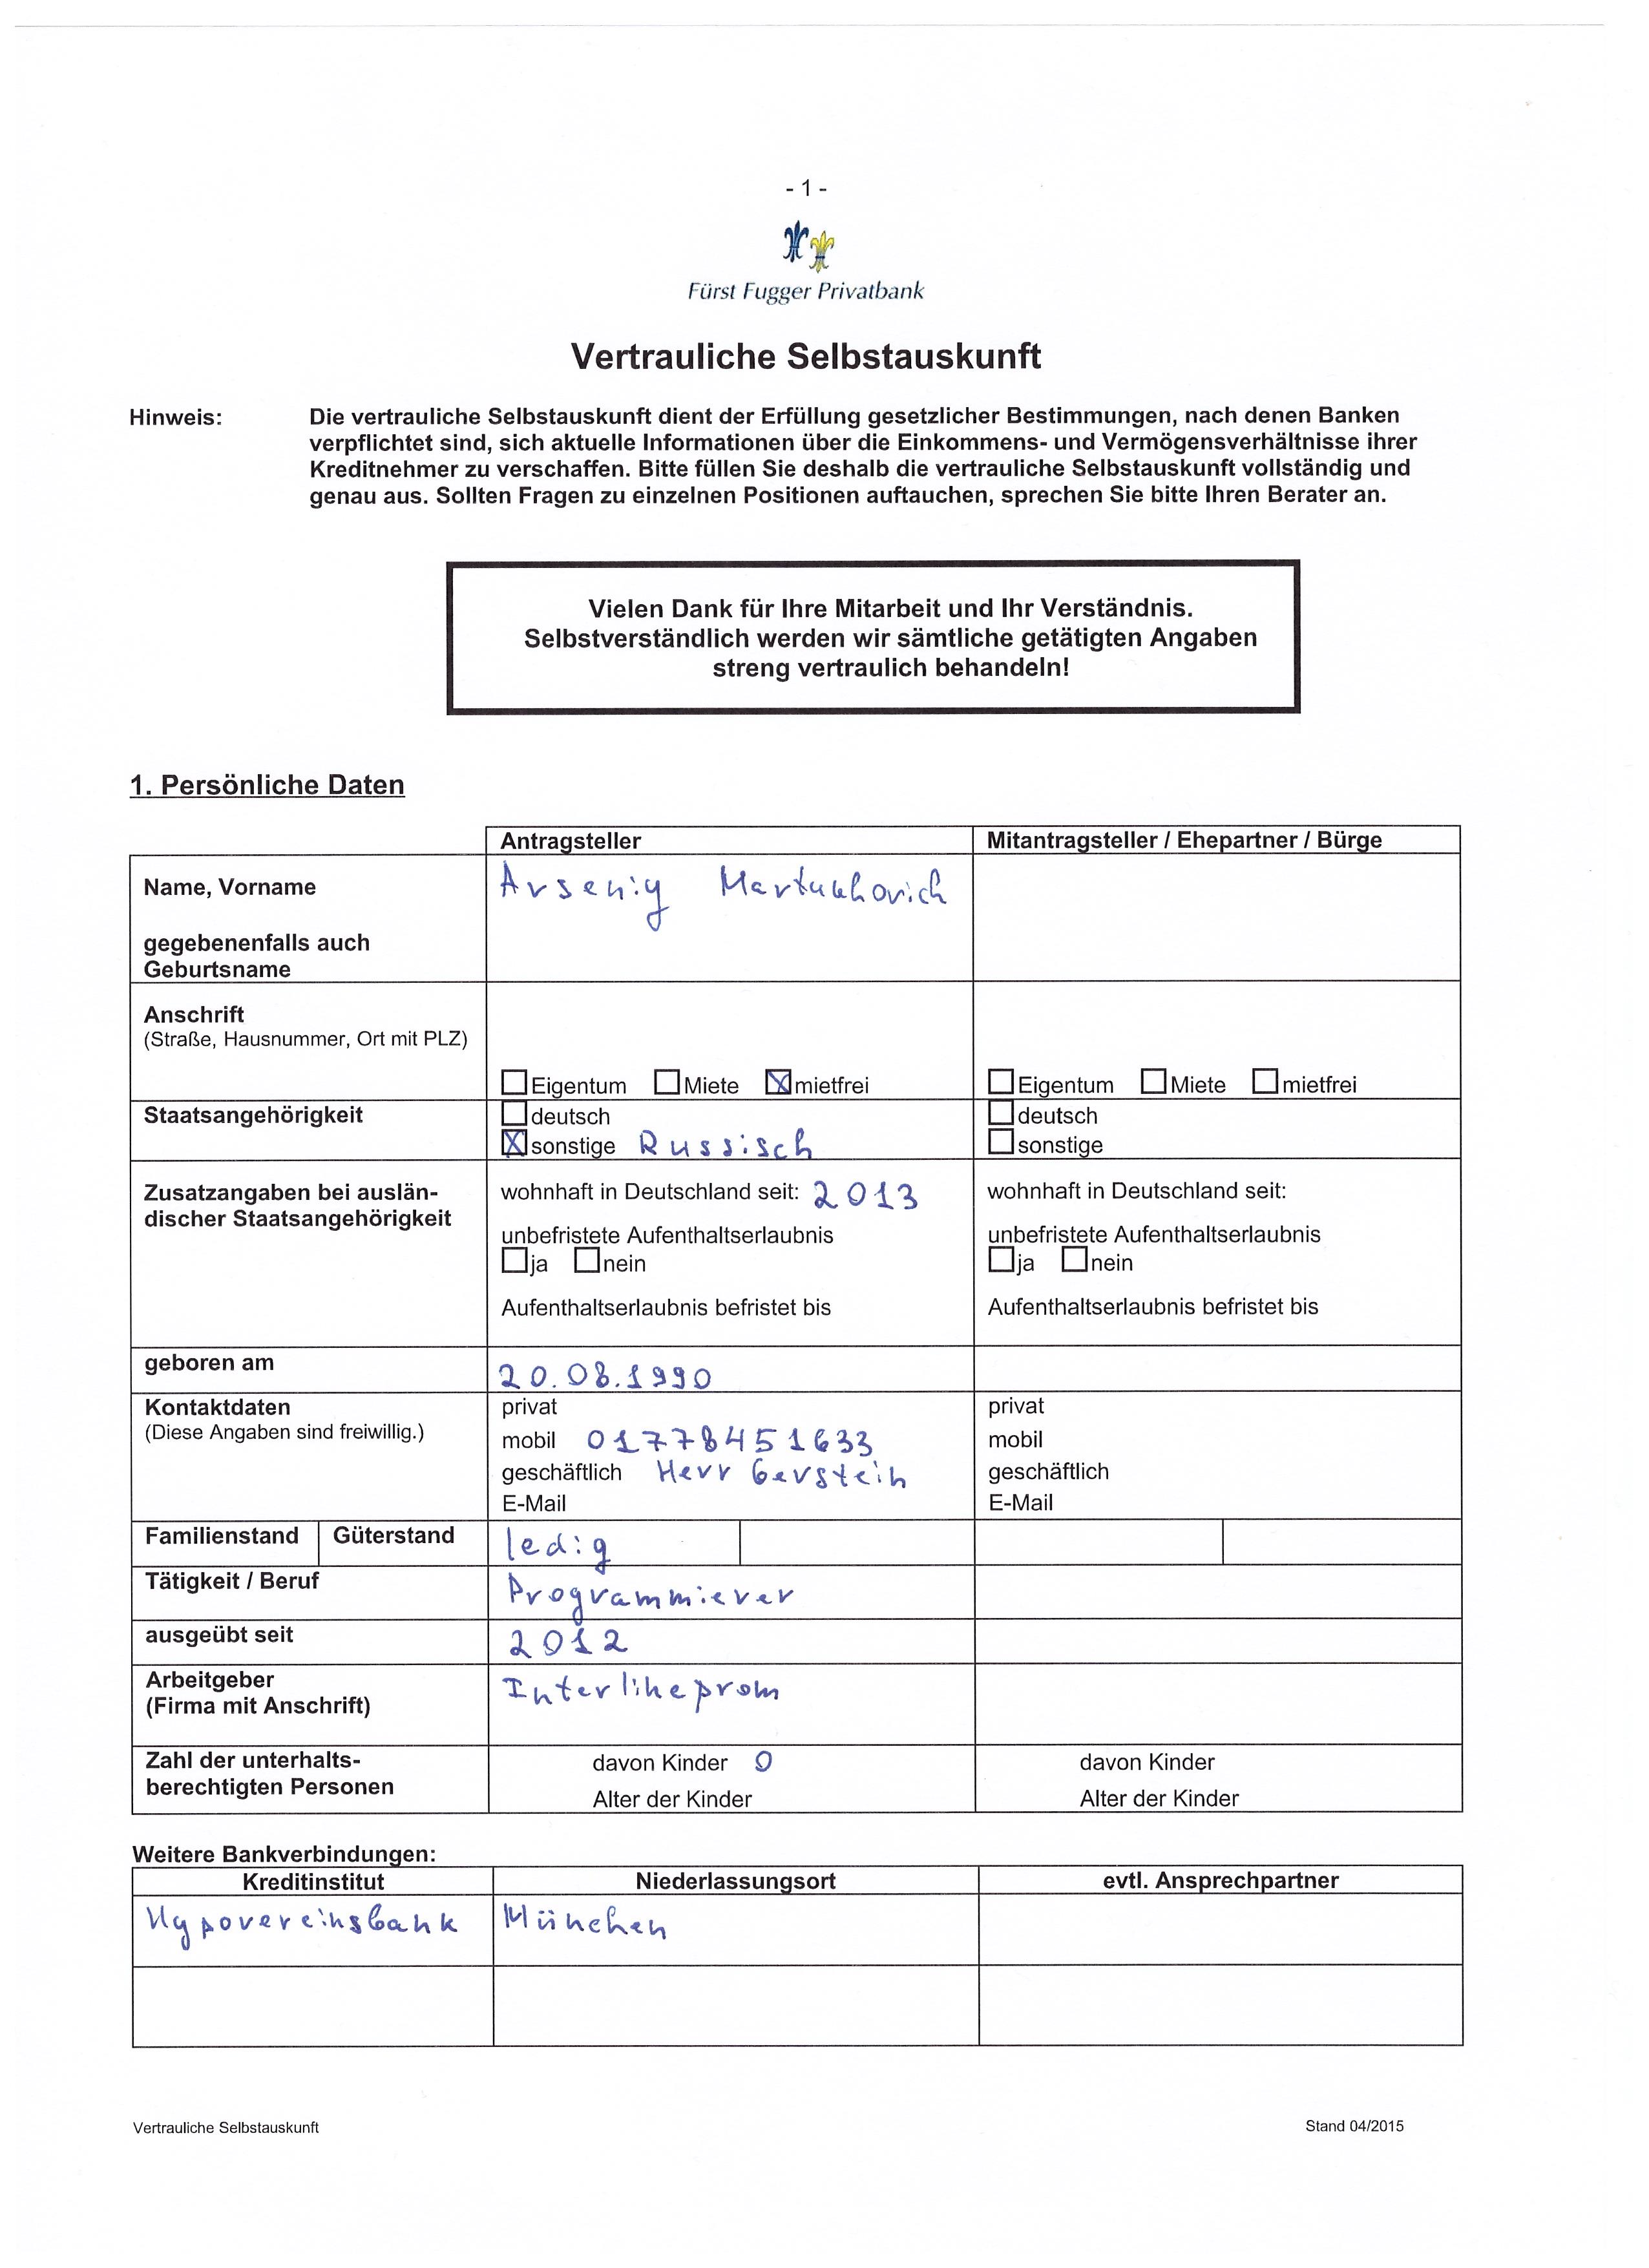 - 1 -
Fürst Fugger Privatbank
Vertrauliche Selbstauskunft
Hinweis: Die vertrauliche Selbstauskunft dient der Erfüllung gesetzlicher Bestimmungen, nach denen Banken
verpflichtet sind, sich aktuelle Informationen über die Einkommens- und Vermögensverhältnisse ihrer
Kreditnehmer zu verschaffen. Bitte füllen Sie deshalb die vertrauliche Selbstauskunft vollständig und
genau aus. Sollten Fragen zu einzelnen Positionen auftauchen, sprechen Sie bitte Ihren Berater an.
Vielen Dank für Ihre Mitarbeit und Ihr Verständnis.
Selbstverständlich werden wir sämtliche getätigten Angaben
streng vertraulich behandeln!
1. Persönliche Daten
Antragsteller Mitantragsteller / Ehepartner / Bürge
Name, Vorname Arseniy
gegebenenfalls auch
Geburtsname
Anschrift
(Straße, Hausnummer, Ort mit PLZ)
Eigentum Miete mietfrei Eigentum Miete mietfrei
Staatsangehörigkeit deutsch deutsch
sonstige Russisch sonstige
Zusatzangaben bei auslän- wohnhaft in Deutschland seit: 2013 wohnhaft in Deutschland seit:
discher Staatsangehörigkeit
unbefristete Aufenthaltserlaubnis unbefristete Aufenthaltserlaubnis
ja nein ja nein
Aufenthaltserlaubnis befristet bis Aufenthaltserlaubnis befristet bis
geboren am 20.08.1990
Kontaktdaten privat privat
(Diese Angaben sind freiwillig.)
mobil 01778451633 mobil
geschäftlich Herr Gerstein geschäftlich
E-Mail E-Mail
Familienstand Güterstand ledig
Tätigkeit / Beruf Programmierer
ausgeübt seit 2012
Arbeitgeber Interlineprom
(Firma mit Anschrift)
Zahl der unterhalts- davon Kinder 0 davon Kinder
berechtigten Personen
Alter der Kinder Alter der Kinder
Weitere Bankverbindungen:
Kreditinstitut Niederlassungsort evtl. Ansprechpartner
Hypovereinsbank München
Vertrauliche Selbstauskunft Stand 04/2015